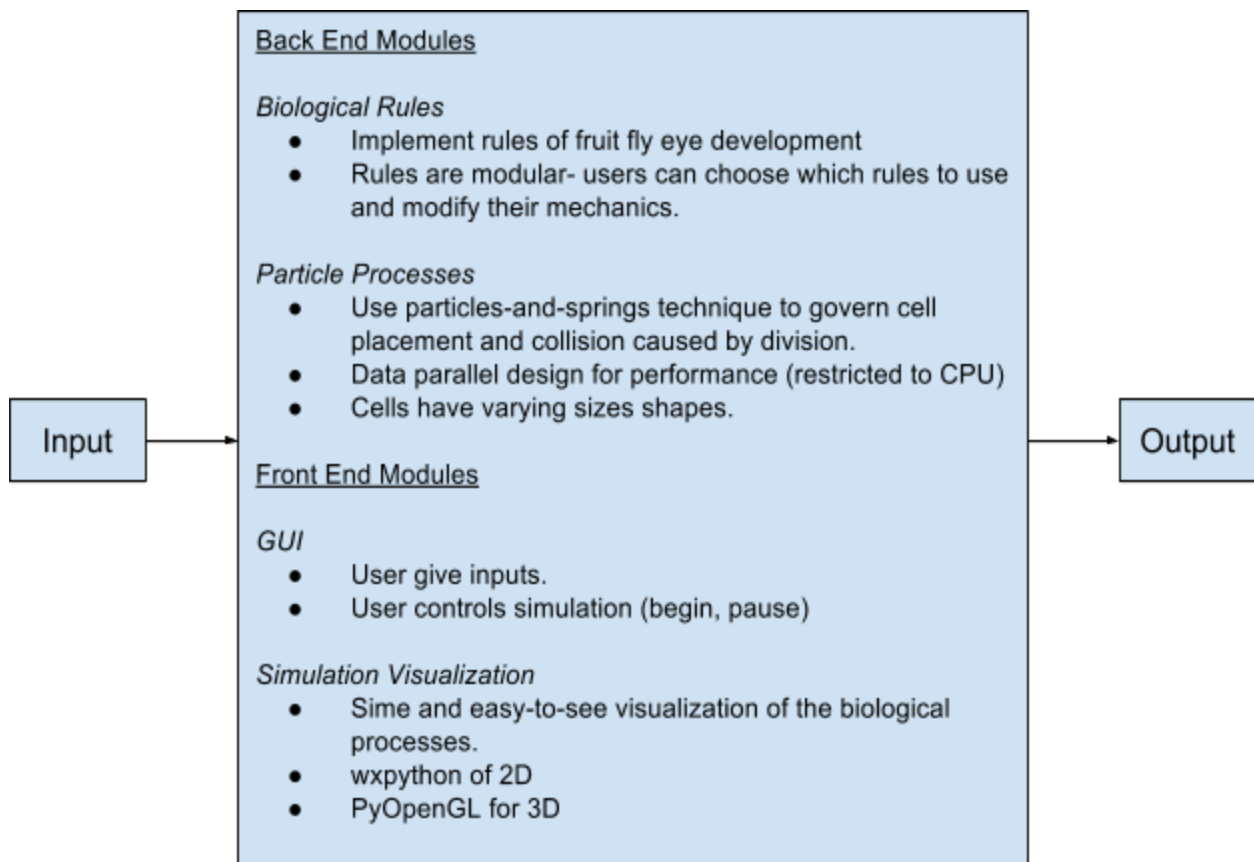 Back End Modules
Biological Rules
● Implement rules of fruit fly eye development
● Rules are modular- users can choose which rules to use
and modify their mechanics.
Particle Processes
● Use particles-and-springs technique to govern cell
placement and collision caused by division.
● Data parallel design for performance (restricted to CPU)
● Cells have varying sizes shapes.
Input
Output
Front End Modules
GUI
● User give inputs.
● User controls simulation (begin, pause)
Simulation Visualization
● Sime and easy-to-see visualization of the biological
processes.
● wxpython of 2D
● PyOpenGL for 3D